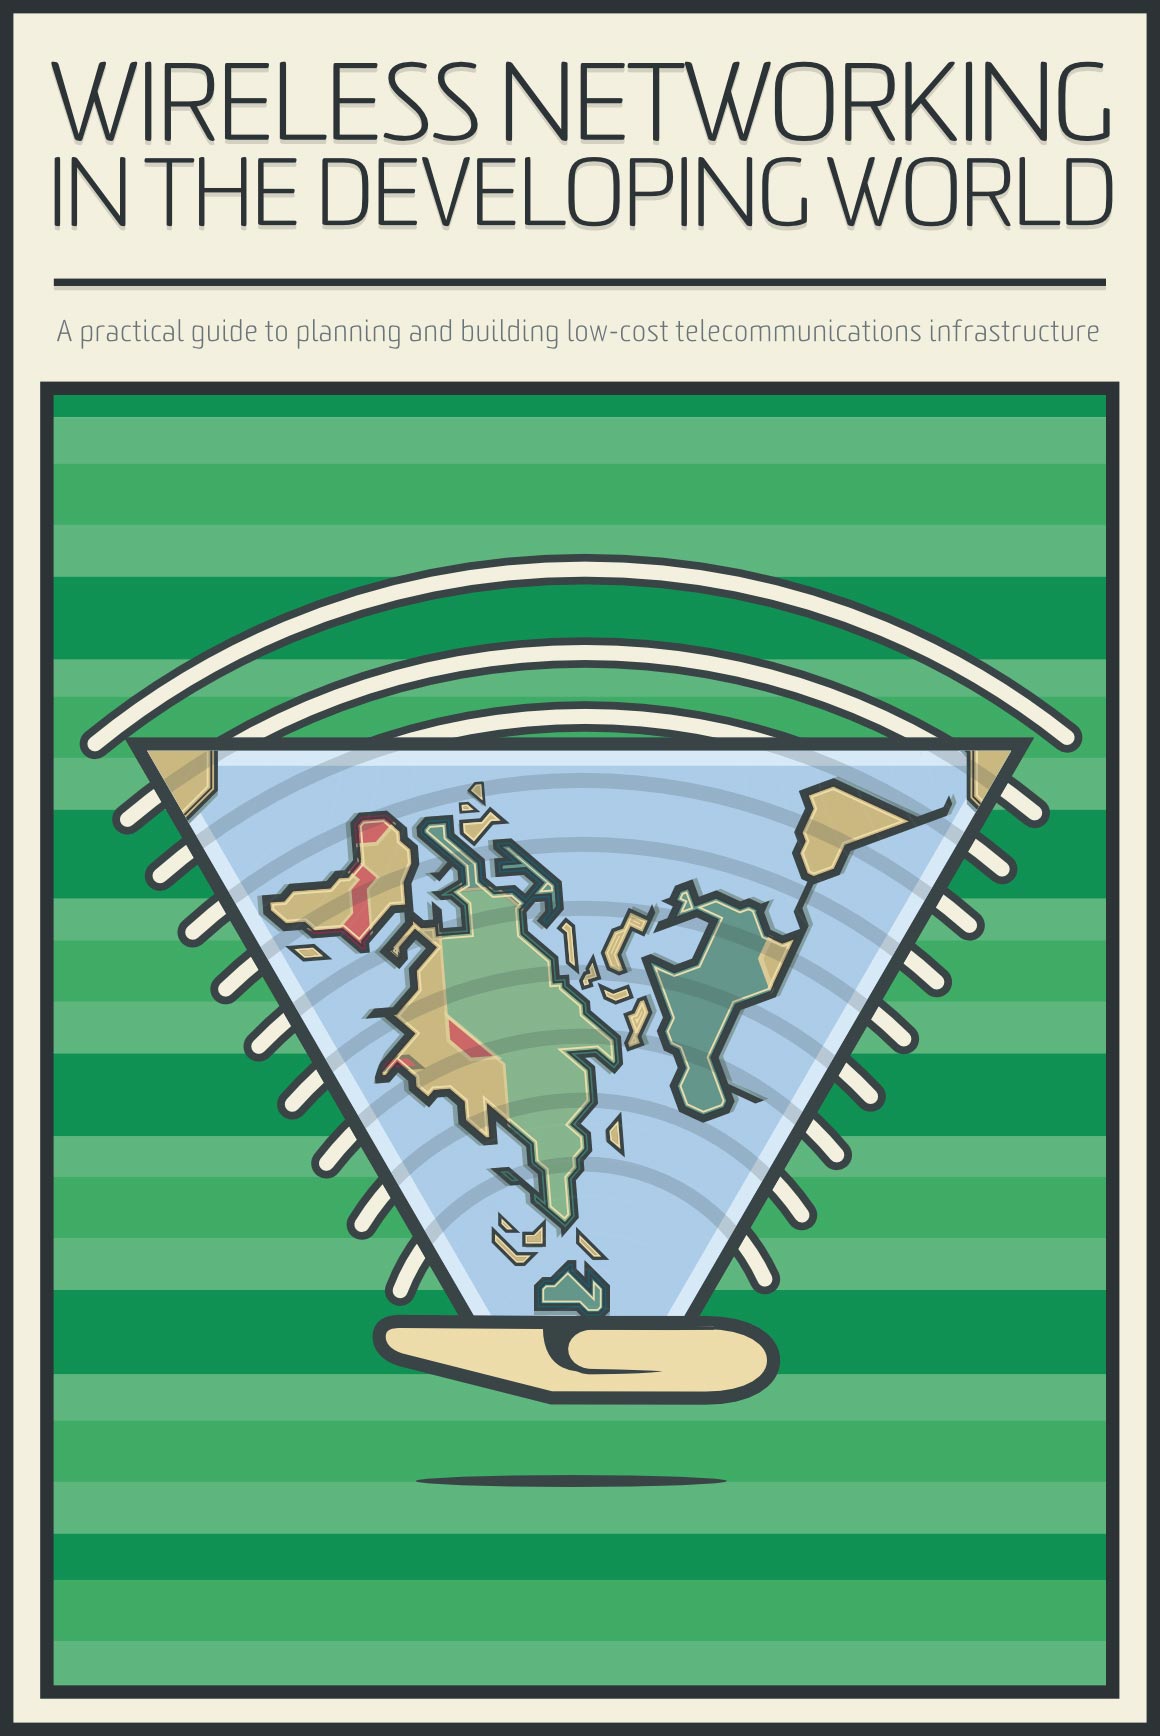 WIRELESS NETWORKING
IN THE DEVELOPING WORLD
A practical guide to planning and building low-cost telecommunications infrastructure